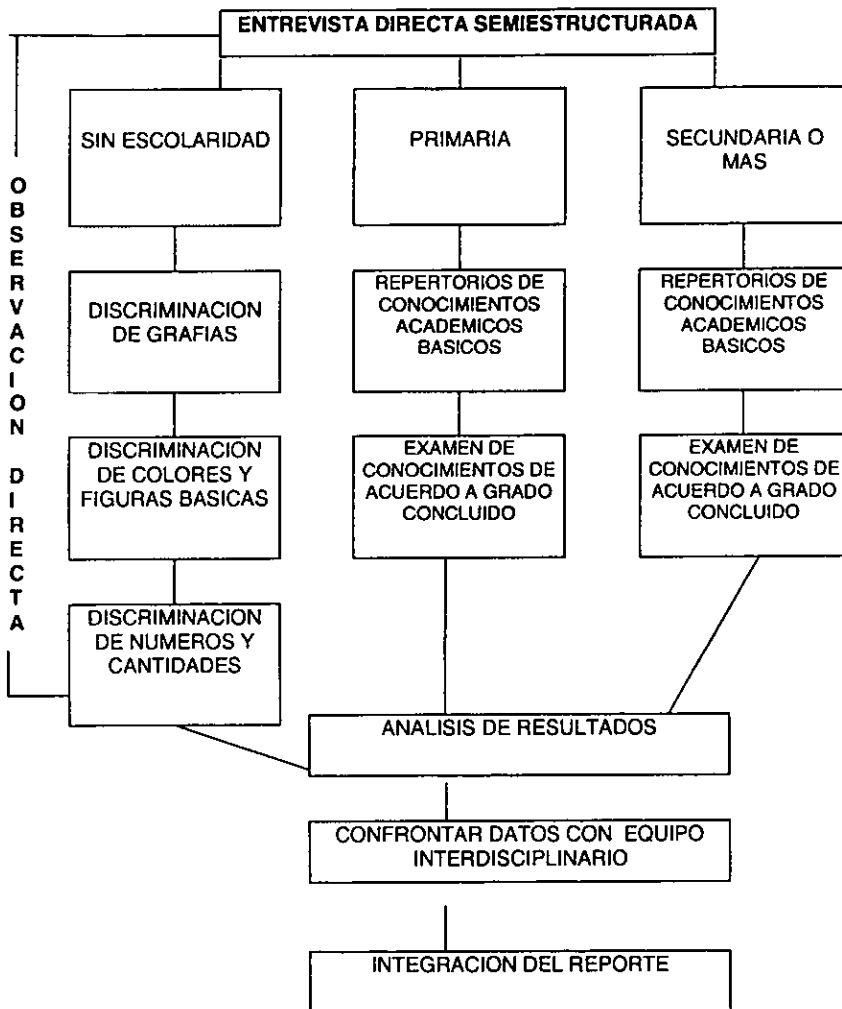 ENTREVISTA DIRECTA SEMIESTRUCTURADA
SIN ESCOLARIDAD
PRIMARIA
SECUNDARIA O
MAS
OBSERVACION DIRECTA
DISCRIMINACION
DE GRAFIAS
REPERTORIOS DE
CONOCIMIENTOS
ACADEMICOS
BASICOS
REPERTORIOS DE
CONOCIMIENTOS
ACADEMICOS
BASICOS
DISCRIMINACION
DE COLORES Y
FIGURAS BASICAS
EXAMEN DE
CONOCIMIENTOS DE
ACUERDO A GRADO
CONCLUIDO
EXAMEN DE
CONOCIMIENTOS DE
ACUERDO A GRADO
CONCLUIDO
DISCRIMINACION
DE NUMEROS Y
CANTIDADES
ANALISIS DE RESULTADOS
CONFRONTAR DATOS CON EQUIPO
INTERDISCIPLINARIO
INTEGRACION DEL REPORTE